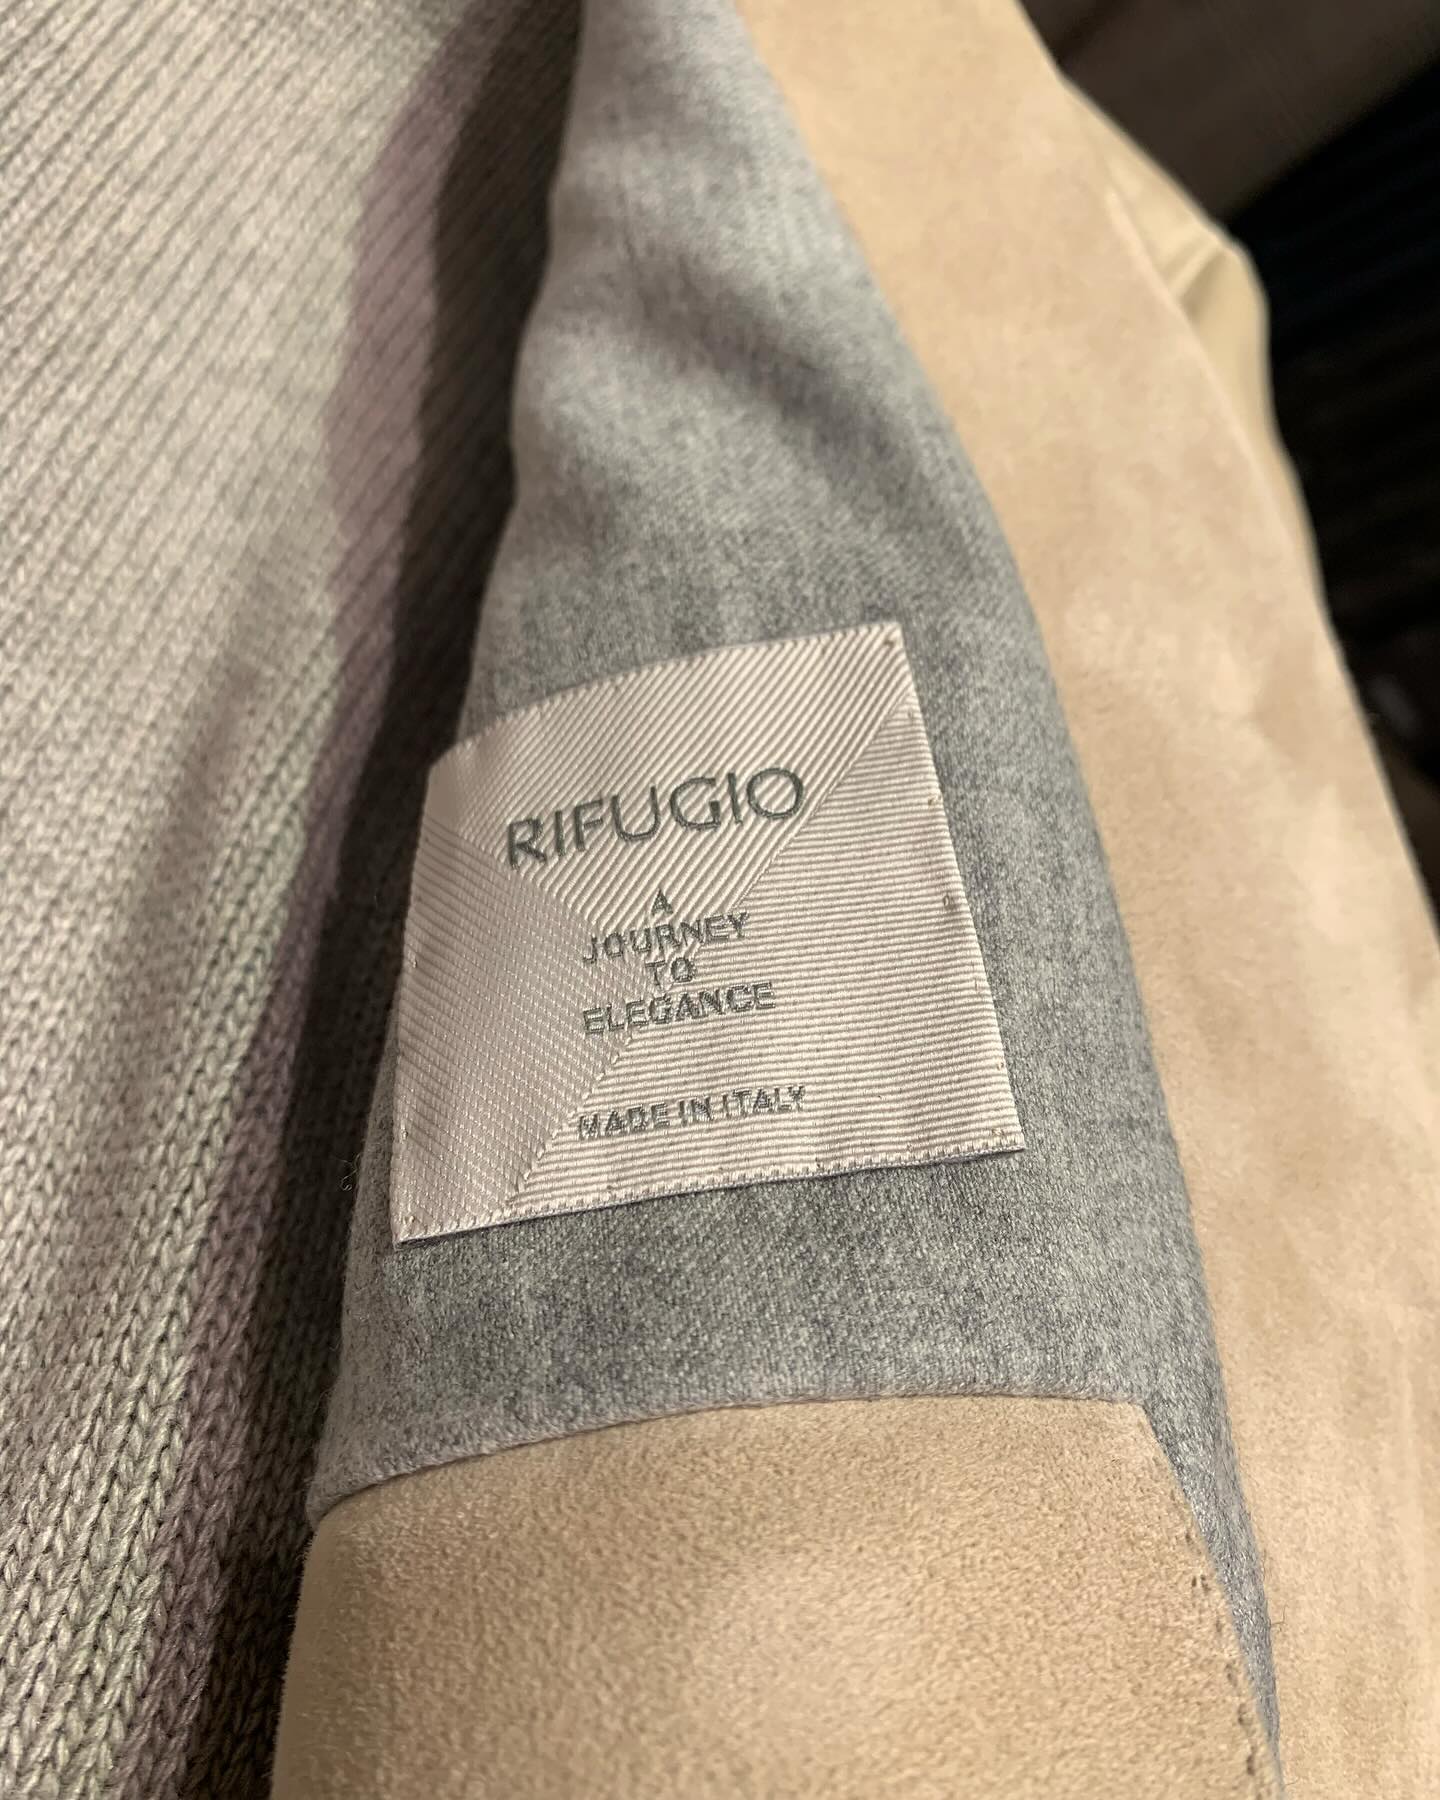 RIFUGIO
A
JOURNEY
TO
ELEGANCE
MADE IN ITALY